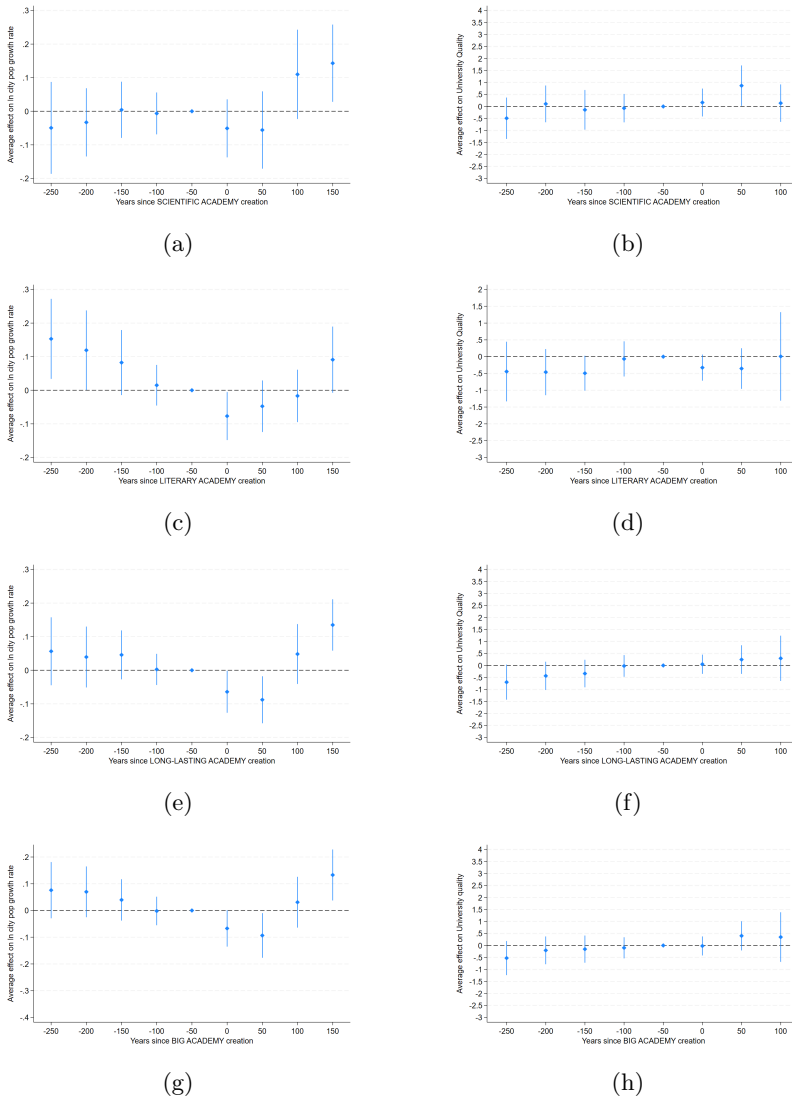 Average effect on ln city pop growth rate
.3
.2
.1
0
-.1
-.2
-250 -200 -150 -100 -50 0 50 100 150
Years since SCIENTIFIC ACADEMY creation
(a)
Average effect on University Quality
4
3.5
3
2.5
2
1.5
1
.5
0
-.5
-1
-1.5
-2
-2.5
-3
-250 -200 -150 -100 -50 0 50 100
Years since SCIENTIFIC ACADEMY creation
(b)
Average effect on ln city pop growth rate
.3
.2
.1
0
-.1
-.2
-250 -200 -150 -100 -50 0 50 100 150
Years since LITERARY ACADEMY creation
(c)
Average effect on University Quality
2
1.5
1
.5
0
-.5
-1
-1.5
-2
-2.5
-3
-250 -200 -150 -100 -50 0 50 100
Years since LITERARY ACADEMY creation
(d)
Average effect on ln city pop growth rate
.3
.2
.1
0
-.1
-.2
-250 -200 -150 -100 -50 0 50 100 150
Years since LONG-LASTING ACADEMY creation
(e)
Average effect on University Quality
4
3.5
3
2.5
2
1.5
1
.5
0
-.5
-1
-1.5
-2
-2.5
-3
-250 -200 -150 -100 -50 0 50 100
Years since LONG-LASTING ACADEMY creation
(f)
Average effect on ln city pop growth rate
.2
.1
0
-.1
-.2
-.3
-.4
-250 -200 -150 -100 -50 0 50 100 150
Years since BIG ACADEMY creation
(g)
Average effect on University quality
4
3.5
3
2.5
2
1.5
1
.5
0
-.5
-1
-1.5
-2
-2.5
-3
-250 -200 -150 -100 -50 0 50 100
Years since BIG ACADEMY creation
(h)